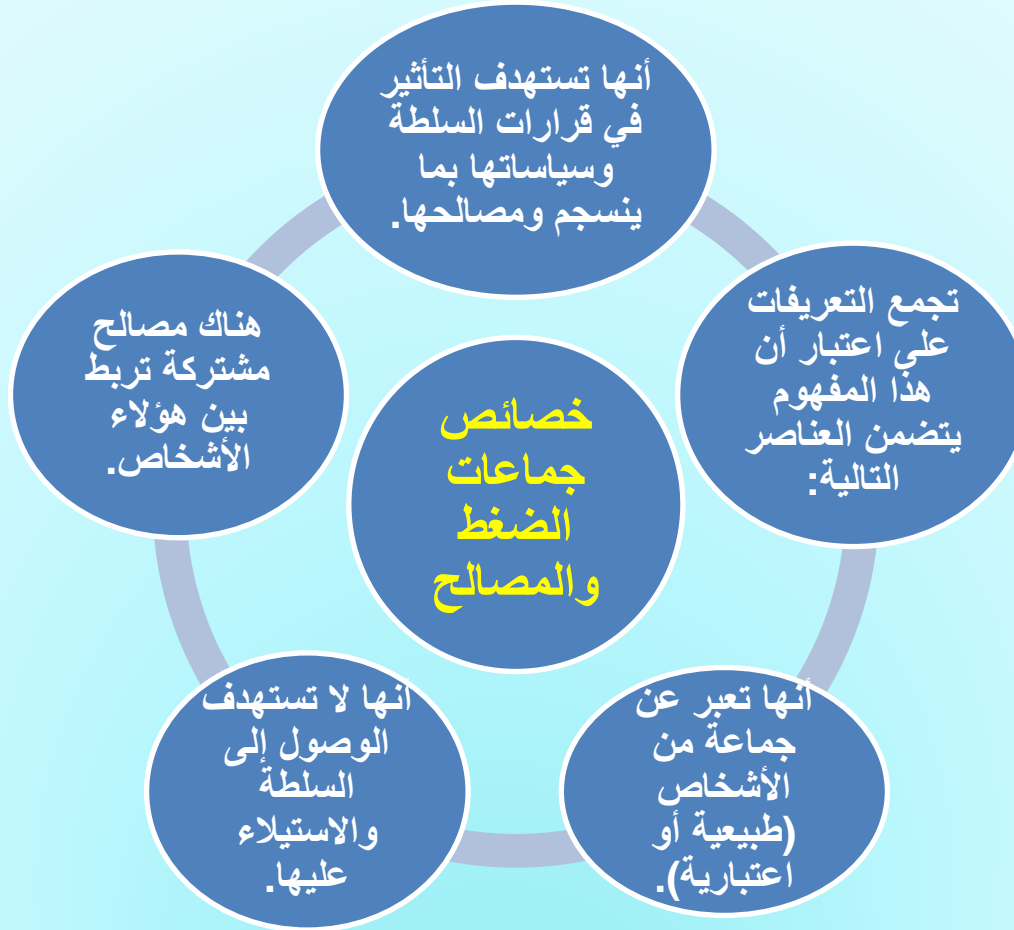 خصائص
جماعات
الضغط
والمصالح
أنها تستهدف التأثير
في قرارات السلطة
وسياساتها بما
ينسجم ومصالحها.
تجمع التعريفات
على اعتبار أن
هذا المفهوم
يتضمن العناصر
التالية:
أنها تعبر عن
جماعة من
الأشخاص
(طبيعية أو
اعتبارية).
أنها لا تستهدف
الوصول إلى
السلطة
والاستيلاء
عليها.
هناك مصالح
مشتركة تربط
بين هؤلاء
الأشخاص.